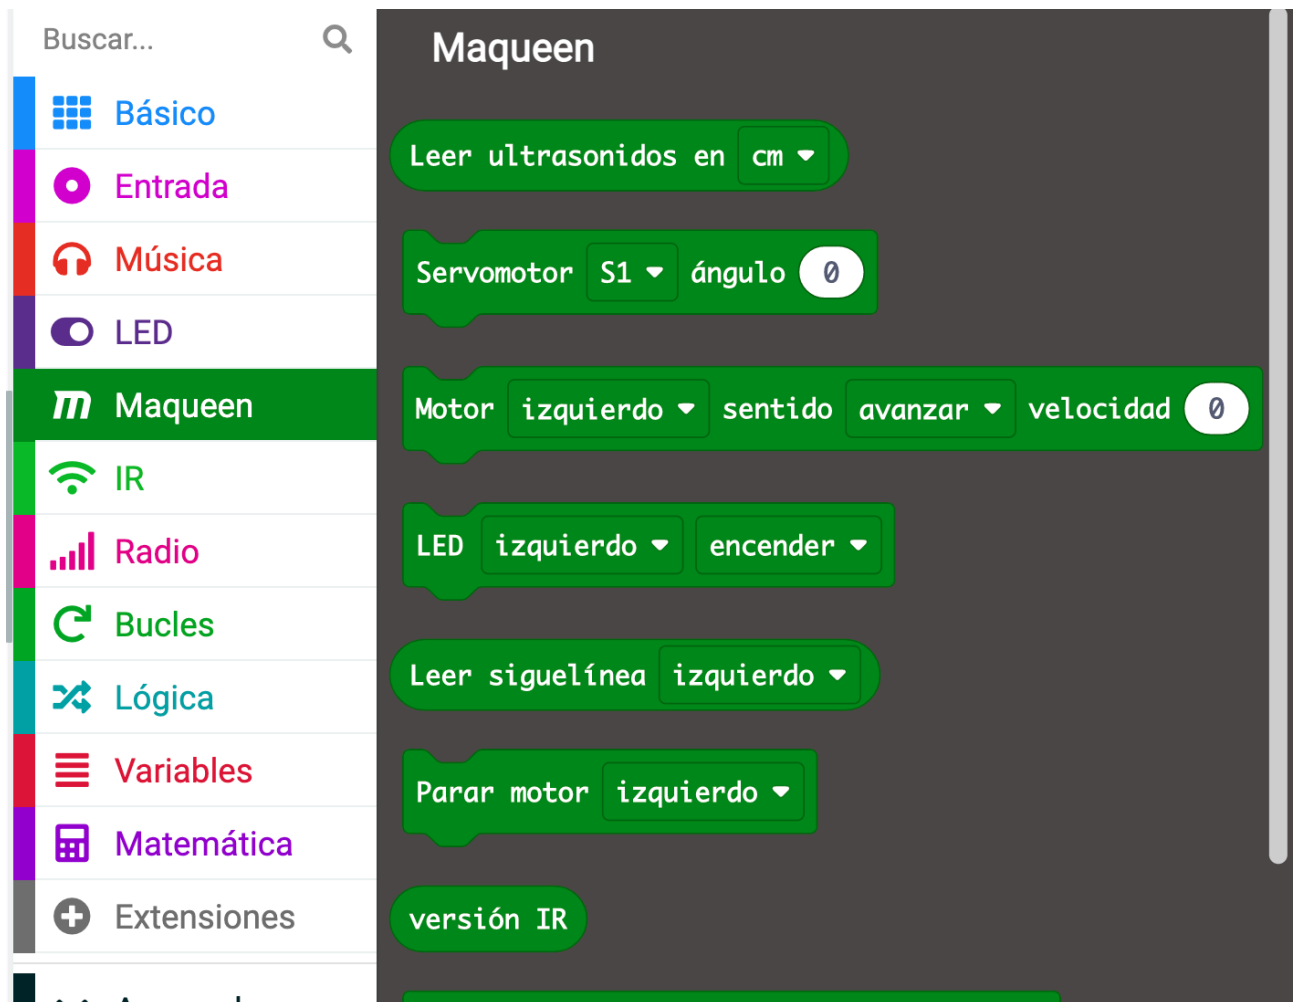 Buscar...
Básico
Entrada
Música
LED
Maqueen
IR
Radio
Bucles
Lógica
Variables
Matemática
Extensiones
Maqueen
Leer ultrasonidos en cm
Servomotor S1 ángulo 0
Motor izquierdo sentido avanzar velocidad 0
LED izquierdo encender
Leer siguelínea izquierdo
Parar motor izquierdo
versión IR